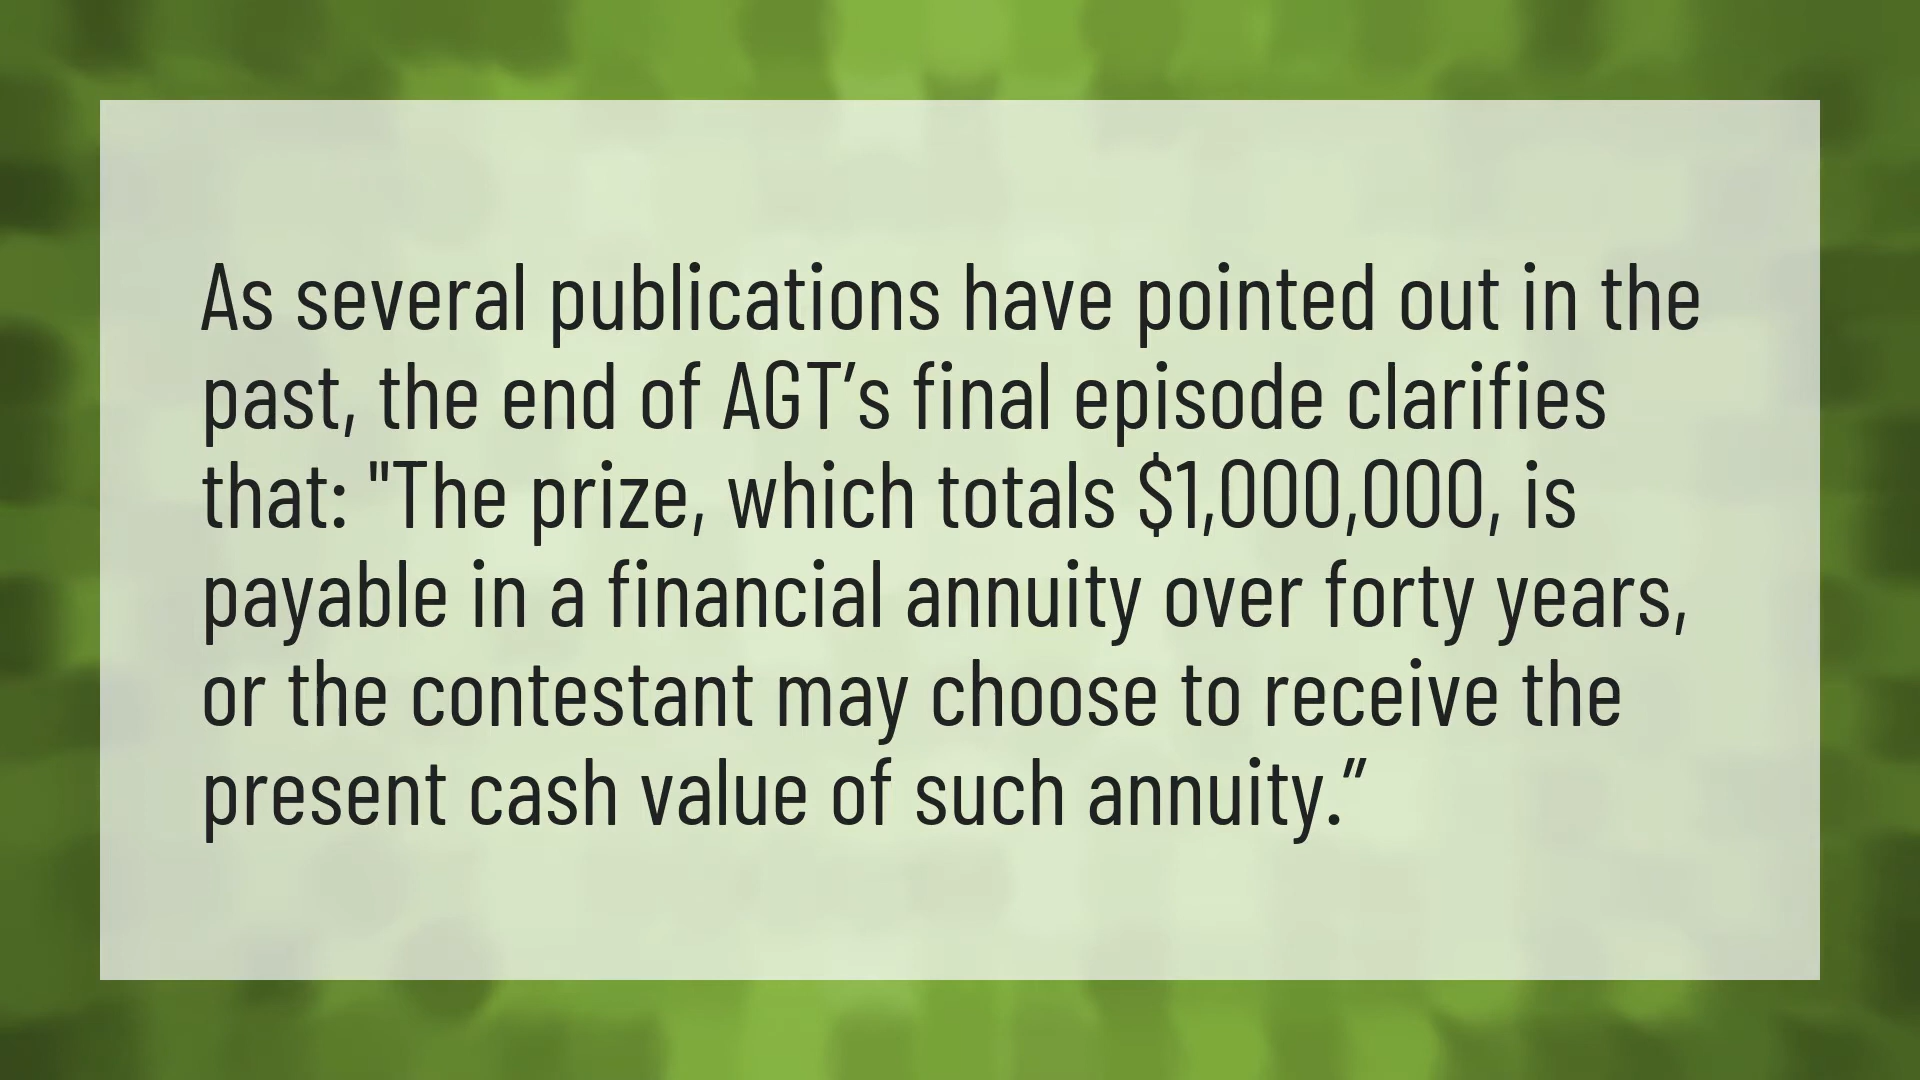 As several publications have pointed out in the
past, the end of AGT’s final episode clarifies
that: "The prize, which totals $1,000,000, is
payable in a financial annuity over forty years,
or the contestant may choose to receive the
present cash value of such annuity.”